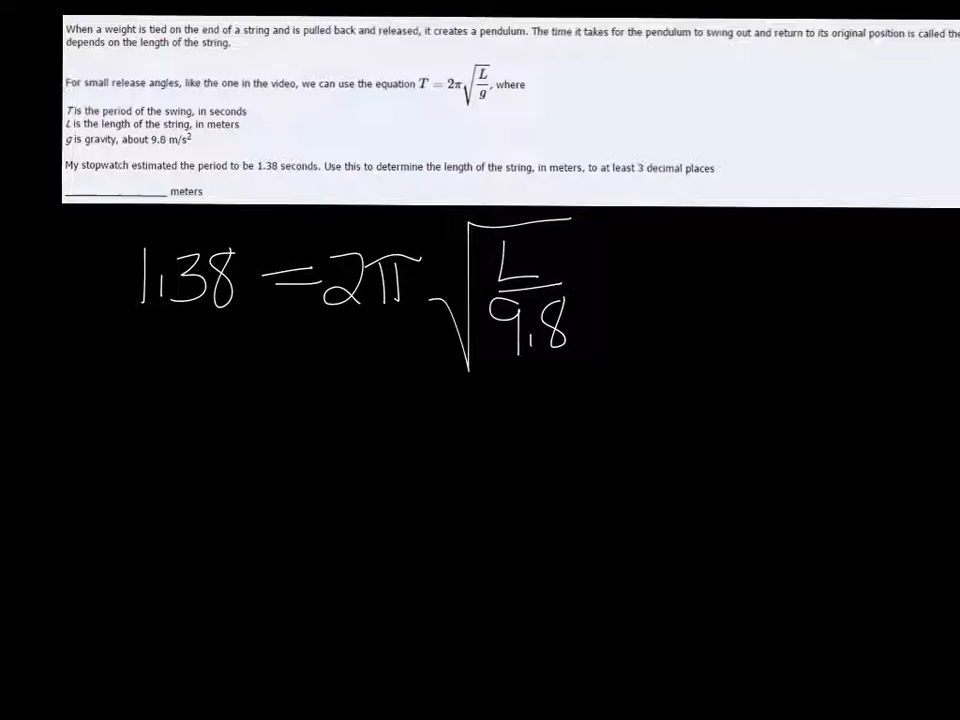 When a weight is tied on the end of a string and is pulled back and released, it creates a pendulum. The time it takes for the pendulum to swing out and return to its original position is called the
depends on the length of the string.
For small release angles, like the one in the video, we can use the equation T = 2π√(L/g), where
T is the period of the swing, in seconds
L is the length of the string, in meters
g is gravity, about 9.8 m/s²
My stopwatch estimated the period to be 1.38 seconds. Use this to determine the length of the string, in meters, to at least 3 decimal places
____________ meters
1.38 = 2π√(L/9.8)